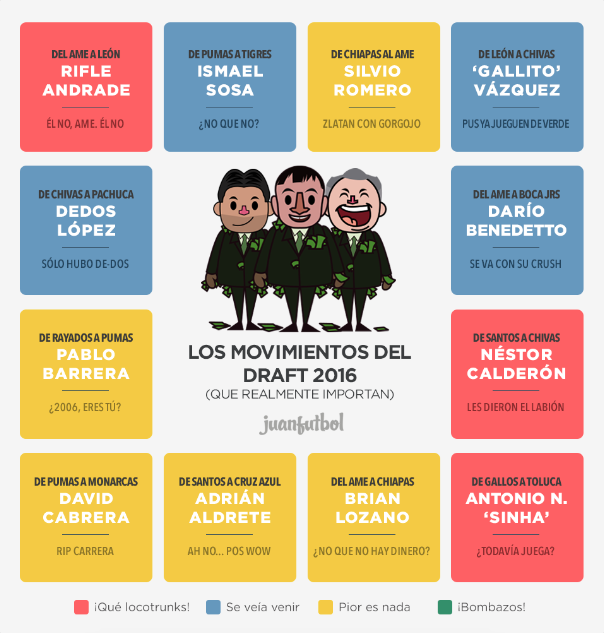 DEL AME A LEÓN
RIFLE
ANDRADE
ÉL NO, AME. ÉL NO
DE PUMAS A TIGRES
ISMAEL
SOSA
¿NO QUE NO?
DE CHIAPAS AL AME
SILVIO
ROMERO
ZLATAN CON GORGOJO
DE LEÓN A CHIVAS
‘GALLITO’
VÁZQUEZ
PUS YA JUEGUEN DE VERDE
DE CHIVAS A PACHUCA
DEDOS
LÓPEZ
SÓLO HUBO DE-DOS
DEL AME A BOCA JRS
DARÍO
BENEDETTO
SE VA CON SU CRUSH
DE RAYADOS A PUMAS
PABLO
BARRERA
¿2006, ERES TÚ?
LOS MOVIMIENTOS DEL
DRAFT 2016
(QUE REALMENTE IMPORTAN)
juanfutbol
DE SANTOS A CHIVAS
NÉSTOR
CALDERÓN
LES DIERON EL LABIÓN
DE PUMAS A MONARCAS
DAVID
CABRERA
RIP CARRERA
DE SANTOS A CRUZ AZUL
ADRIÁN
ALDRETE
AH NO... POS WOW
DEL AME A CHIAPAS
BRIAN
LOZANO
¿NO QUE NO HAY DINERO?
DE GALLOS A TOLUCA
ANTONIO N.
‘SINHA’
¿TODAVÍA JUEGA?
¡Qué locotrunks! Se veía venir Pior es nada ¡Bombazos!